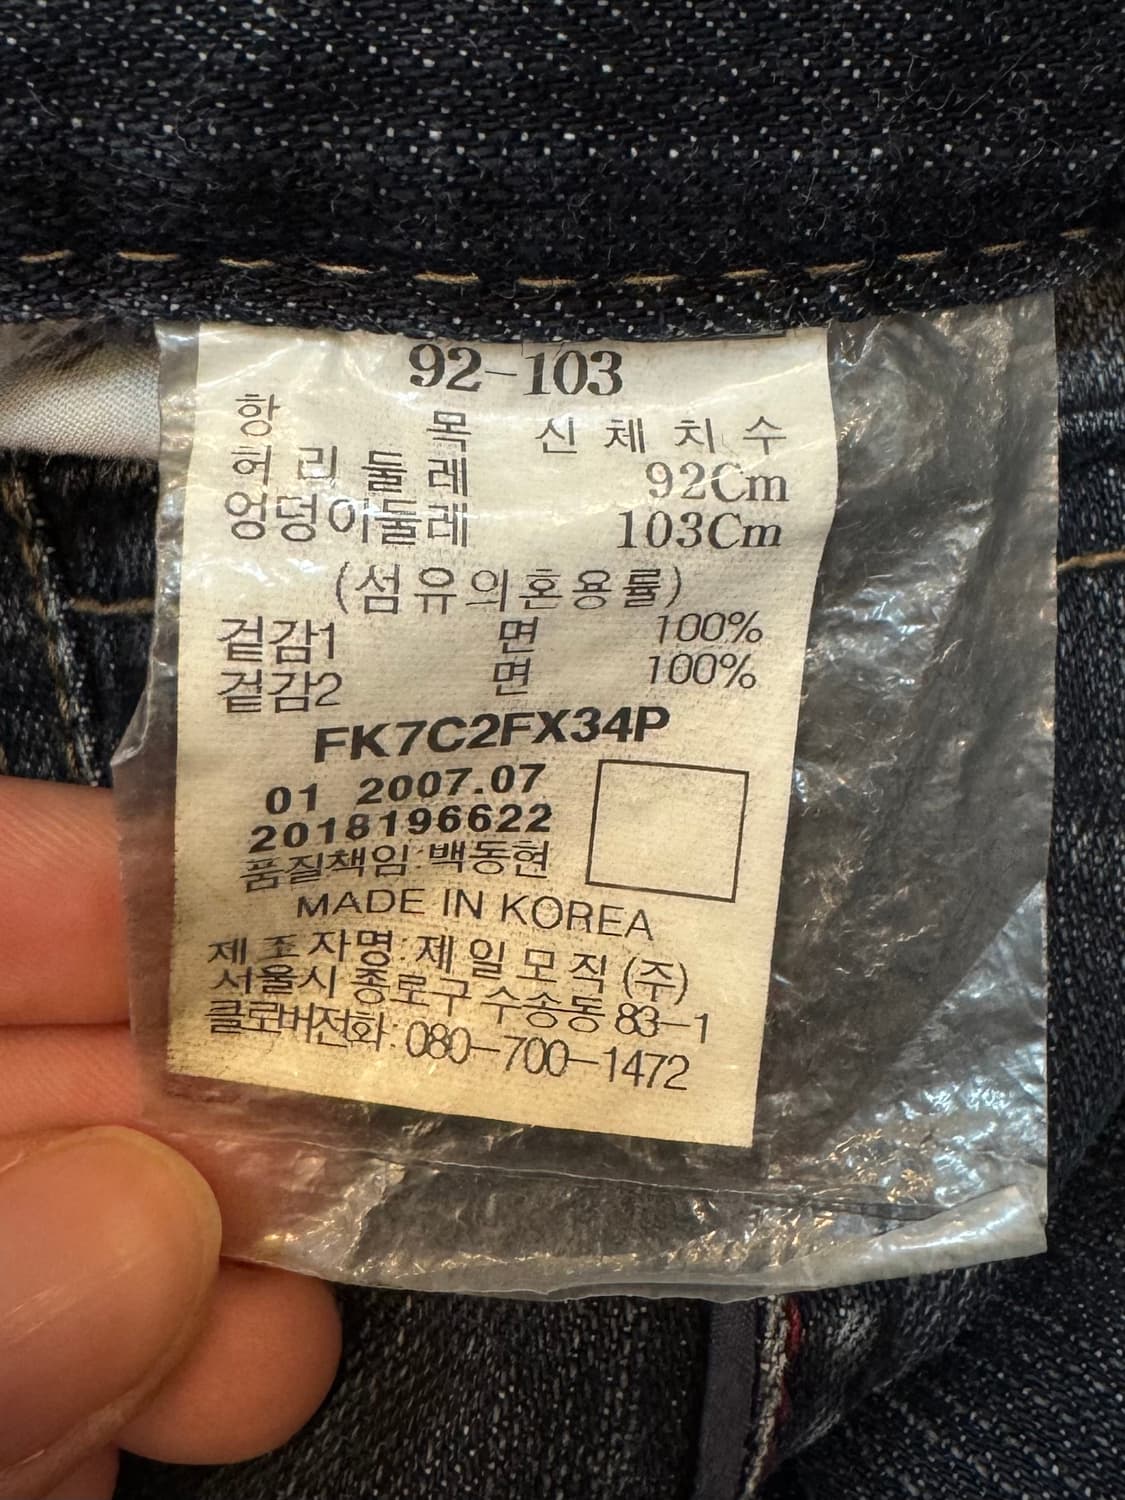 92-103
항 목 신체치수
허리둘레 92Cm
엉덩이둘레 103Cm
(섬유의혼용률)
겉감1 면 100%
겉감2 면 100%
FK7C2FX34P
01 2007.07
2018196622
품질책임:백동현
MADE IN KOREA
제조자명:제일모직(주)
서울시 종로구 수송동 83-1
클로버전화:080-700-1472